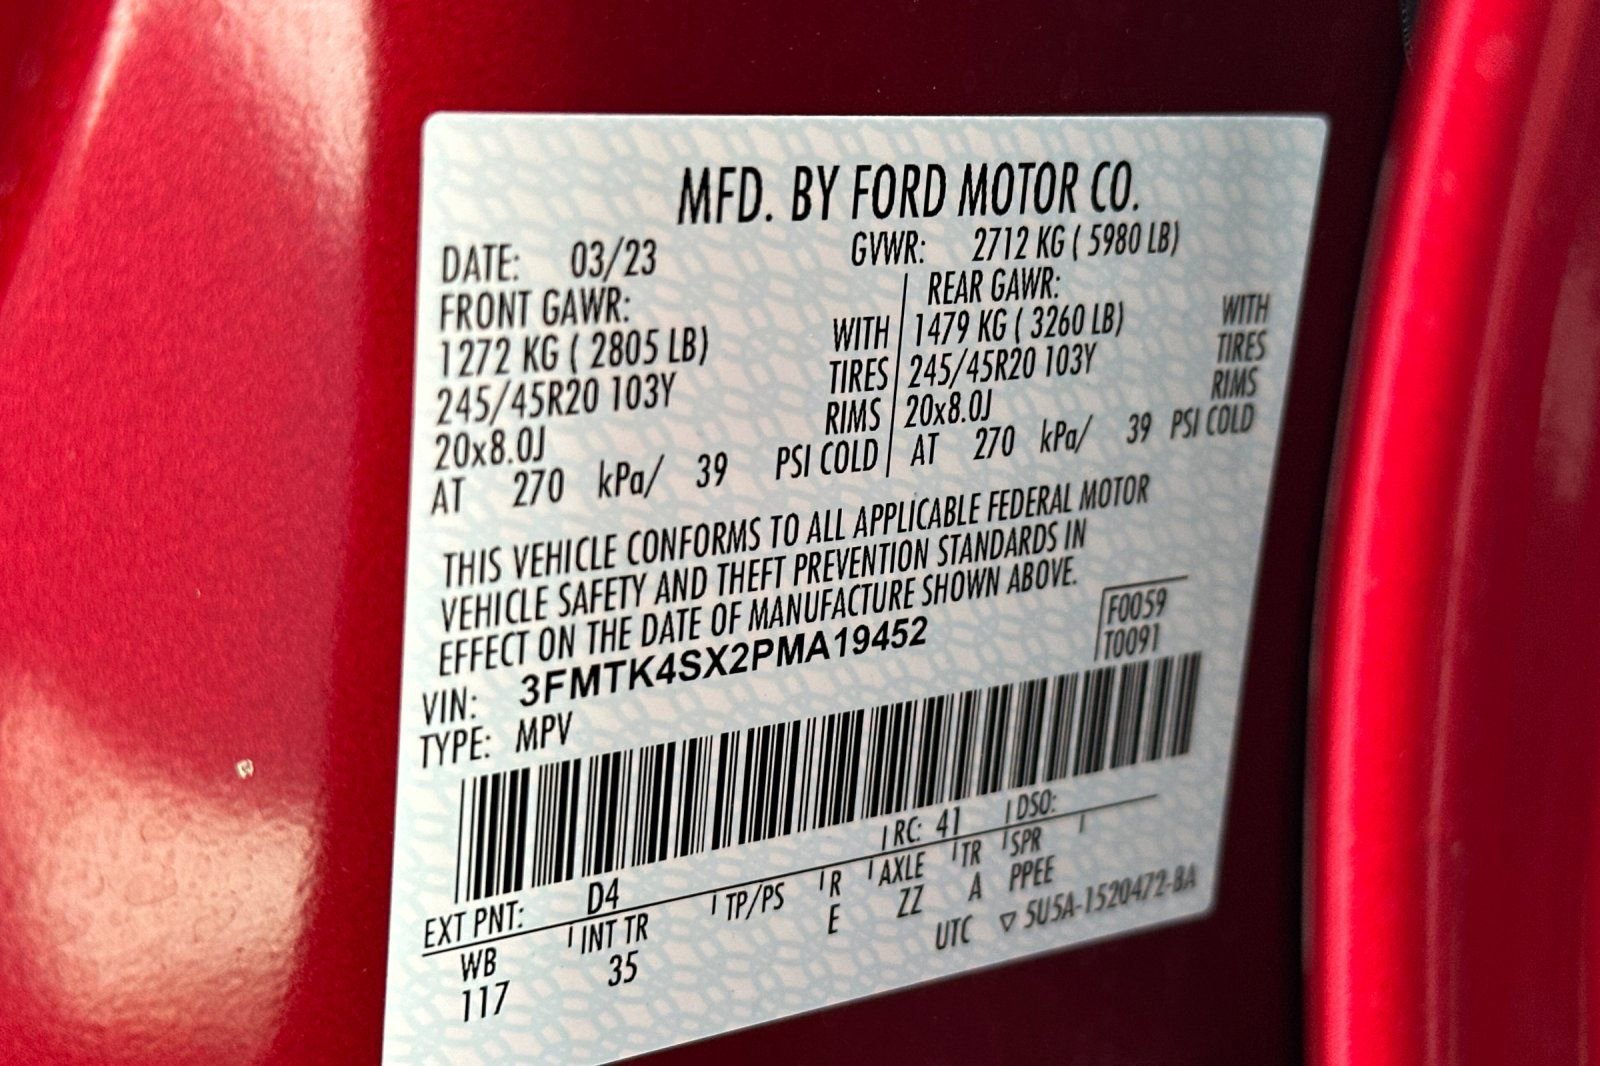 MFD. BY FORD MOTOR CO.
DATE: 03/23 GVWR: 2712 KG ( 5980 LB)
FRONT GAWR: REAR GAWR:
1272 KG ( 2805 LB) WITH 1479 KG ( 3260 LB) WITH
245/45R20 103Y TIRES 245/45R20 103Y TIRES
20x8.0J RIMS 20x8.0J RIMS
AT 270 kPa/ 39 PSI COLD AT 270 kPa/ 39 PSI COLD
THIS VEHICLE CONFORMS TO ALL APPLICABLE FEDERAL MOTOR
VEHICLE SAFETY AND THEFT PREVENTION STANDARDS IN
EFFECT ON THE DATE OF MANUFACTURE SHOWN ABOVE.
VIN: 3FMTK4SX2PMA19452 F0059
TYPE: MPV T0091
EXT PNT: D4 RC: 41 DSO:
WB INT TR TP/PS R AXLE TR SPR
117 35 E ZZ A PPEE
UTC ▽ 5U5A-1520472-BA